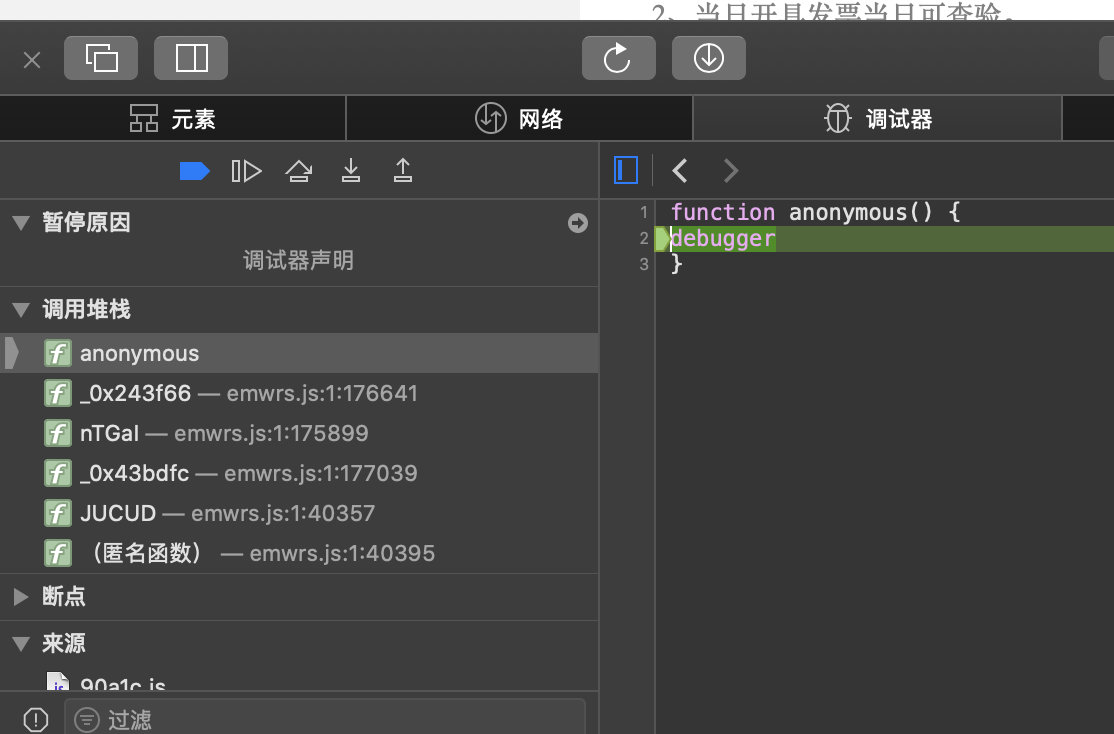 2、当日开具发票当日可查验。
元素
网络
调试器
暂停原因
调试器声明
调用堆栈
anonymous
_0x243f66 — emwrs.js:1:176641
nTGal — emwrs.js:1:175899
_0x43bdfc — emwrs.js:1:177039
JUCUD — emwrs.js:1:40357
（匿名函数） — emwrs.js:1:40395
断点
来源
90a1c.js
过滤
1 function anonymous() {
2 debugger
3 }